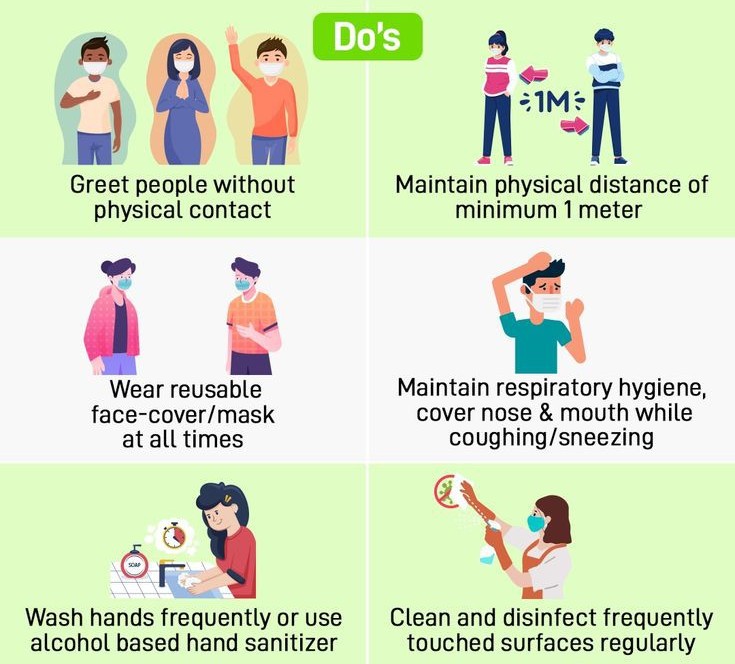 Do's
Greet people without
physical contact
1M
Maintain physical distance of
minimum 1 meter
Wear reusable
face-cover/mask
at all times
Maintain respiratory hygiene,
cover nose & mouth while
coughing/sneezing
SOAP
Wash hands frequently or use
alcohol based hand sanitizer
Clean and disinfect frequently
touched surfaces regularly